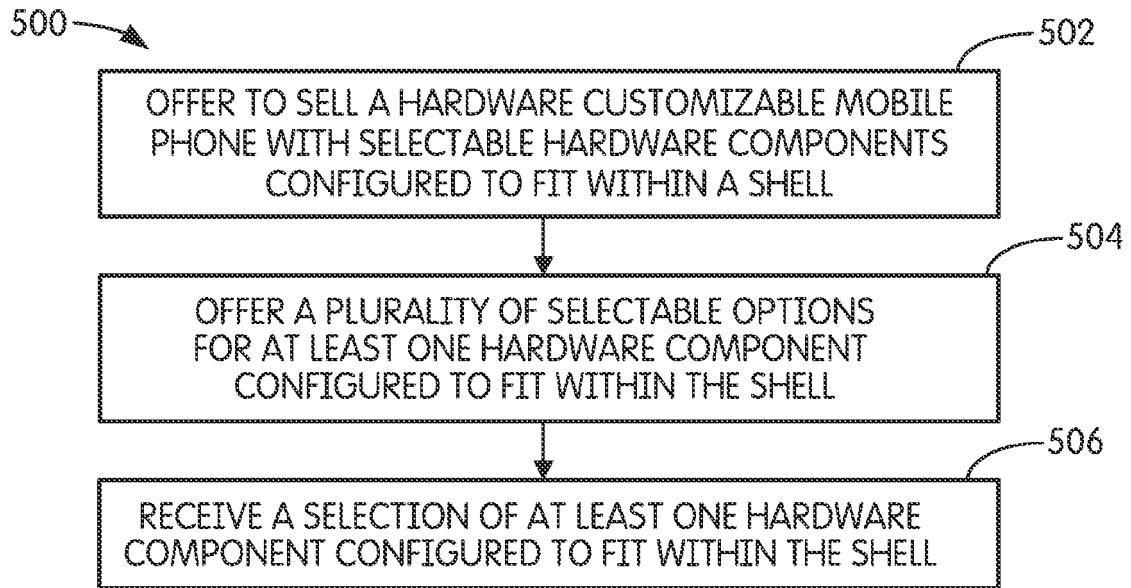 500
502
OFFER TO SELL A HARDWARE CUSTOMIZABLE MOBILE
PHONE WITH SELECTABLE HARDWARE COMPONENTS
CONFIGURED TO FIT WITHIN A SHELL
504
OFFER A PLURALITY OF SELECTABLE OPTIONS
FOR AT LEAST ONE HARDWARE COMPONENT
CONFIGURED TO FIT WITHIN THE SHELL
506
RECEIVE A SELECTION OF AT LEAST ONE HARDWARE
COMPONENT CONFIGURED TO FIT WITHIN THE SHELL